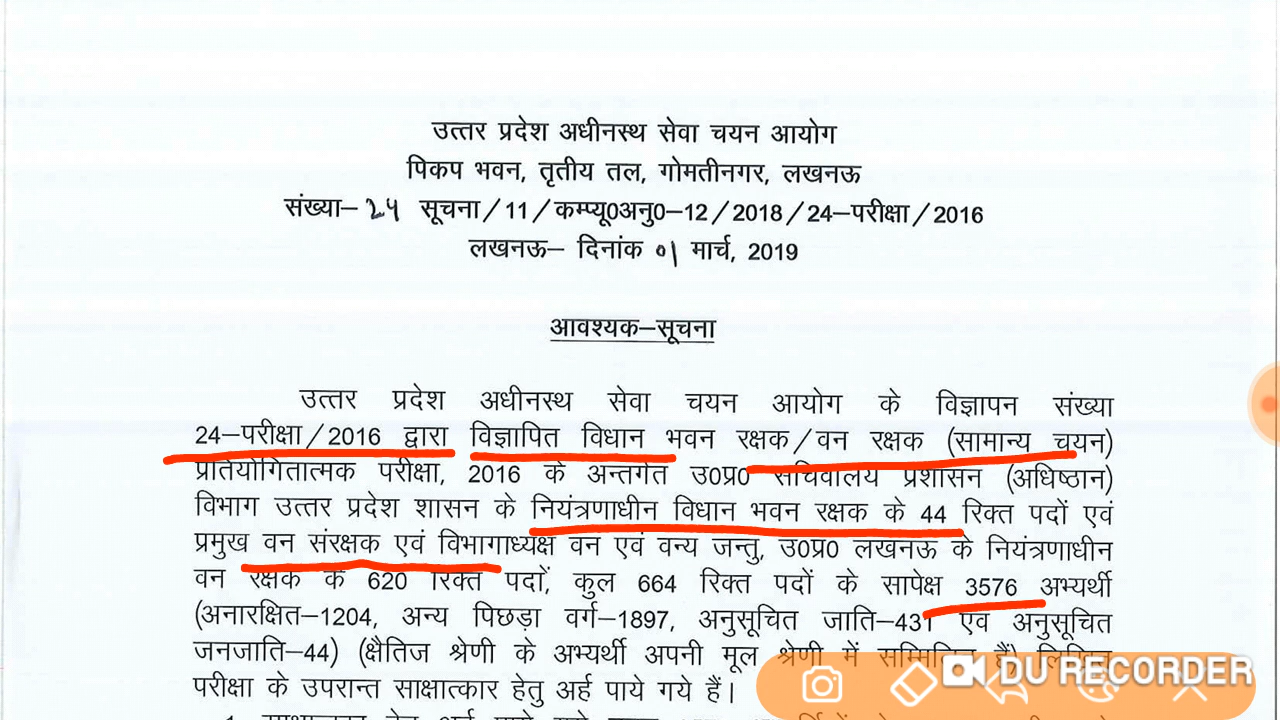 उत्तर प्रदेश अधीनस्थ सेवा चयन आयोग
पिकप भवन, तृतीय तल, गोमतीनगर, लखनऊ
संख्या–24 सूचना/11/कम्प्यू0अनु0–12/2018/24–परीक्षा/2016
लखनऊ– दिनांक 01 मार्च, 2019
आवश्यक–सूचना
उत्तर प्रदेश अधीनस्थ सेवा चयन आयोग के विज्ञापन संख्या
24–परीक्षा/2016 द्वारा विज्ञापित विधान भवन रक्षक/वन रक्षक (सामान्य चयन)
प्रतियोगितात्मक परीक्षा, 2016 के अन्तर्गत उ0प्र0 सचिवालय प्रशासन (अधिष्ठान)
विभाग उत्तर प्रदेश शासन के नियंत्रणाधीन विधान भवन रक्षक के 44 रिक्त पदों एवं
प्रमुख वन संरक्षक एवं विभागाध्यक्ष वन एवं वन्य जन्तु, उ0प्र0 लखनऊ के नियंत्रणाधीन
वन रक्षक के 620 रिक्त पदों, कुल 664 रिक्त पदों के सापेक्ष 3576 अभ्यर्थी
(अनारक्षित–1204, अन्य पिछड़ा वर्ग–1897, अनुसूचित जाति–431 एवं अनुसूचित
जनजाति–44) (क्षैतिज श्रेणी के अभ्यर्थी अपनी मूल श्रेणी में सम्मिलित हैं) लिखित
परीक्षा के उपरान्त साक्षात्कार हेतु अर्ह पाये गये हैं।
DU RECORDER